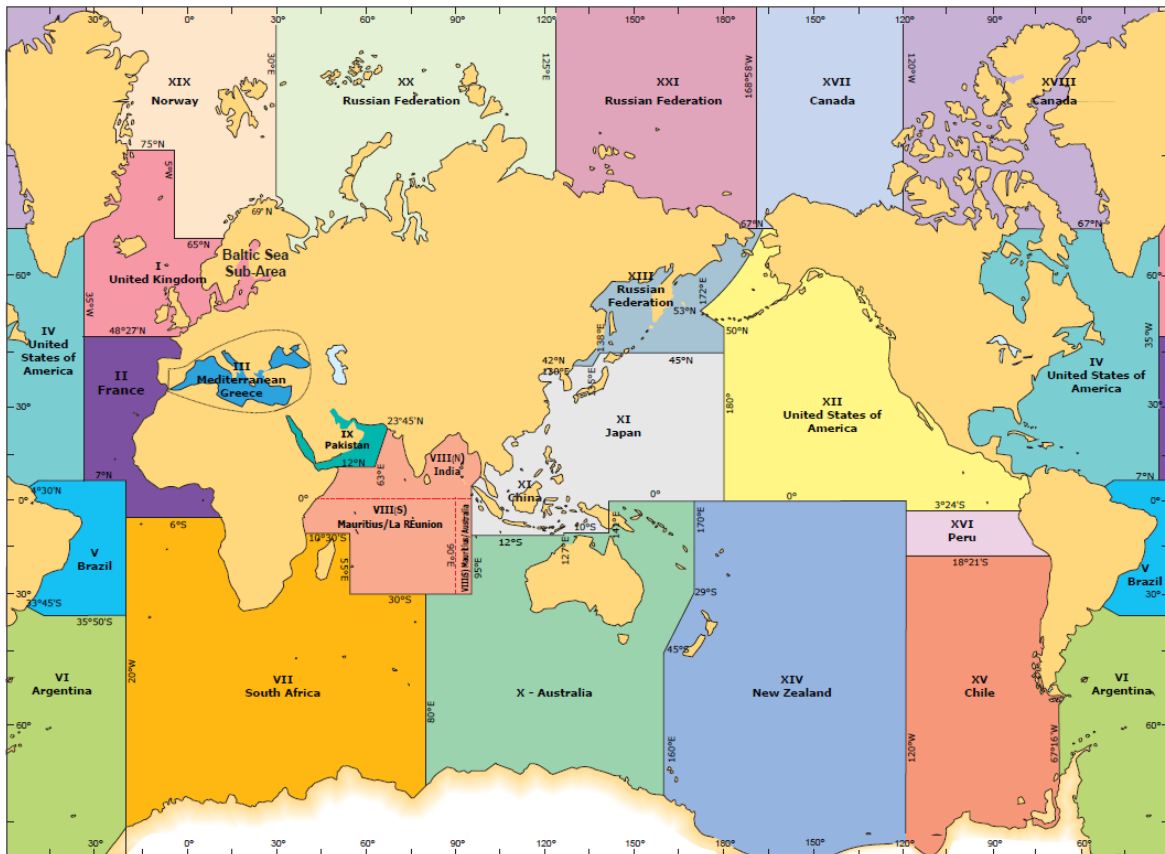 30° 0° 30° 60° 90° 120° 150° 180° 150° 120° 90° 60°
30°E
125°E
168°58'W
120°W
XIX
Norway
XX
Russian Federation
XXI
Russian Federation
XVII
Canada
XVIII
Canada
75°N
5°W
69° N
67°N
67°N
65°N
Baltic Sea
Sub-Area
I
United Kingdom
60°
60°
XIII
Russian
Federation
172°E
53°N
50°N
35°W
35°W
IV
United States of
America
48°27'N
138°E
42°N
130°E
135°E
45°N
II
France
III
Mediterranean
Greece
IV
United States of
America
30°
30°
180°
XII
United States of
America
XI
Japan
23°45'N
IX
Pakistan
12°N
63°E
VIII(N)
India
7°N
7°N
4°30'N
XI
China
0°
0°
0°
0°
0°
0°
3°24'S
6°S
VIII(S)
Mauritius/La REunion
VIII(S) Mauritius/Australia
10°30'S
12°S
10°S
127°E
141°E
170°E
XVI
Peru
18°21'S
V
Brazil
V
Brazil
55°E
90°E
95°E
30°
30°
33°45'S
30°S
29°S
35°50'S
45°S
VI
Argentina
20°W
VII
South Africa
80°E
X - Australia
160°E
XIV
New Zealand
120°W
XV
Chile
67°16'W
VI
Argentina
60°
60°
30° 0° 30° 60° 90° 120° 150° 180° 150° 120° 90° 60°